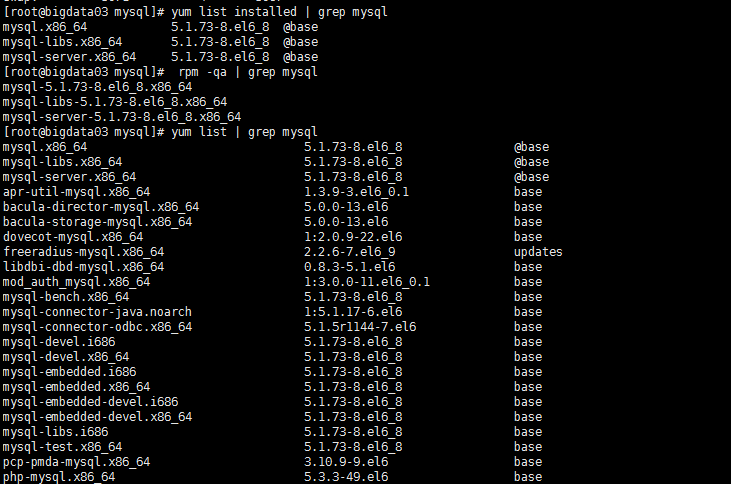 [root@bigdata03 mysql]# yum list installed | grep mysql
mysql.x86_64 5.1.73-8.el6_8 @base
mysql-libs.x86_64 5.1.73-8.el6_8 @base
mysql-server.x86_64 5.1.73-8.el6_8 @base
[root@bigdata03 mysql]#  rpm -qa | grep mysql
mysql-5.1.73-8.el6_8.x86_64
mysql-libs-5.1.73-8.el6_8.x86_64
mysql-server-5.1.73-8.el6_8.x86_64
[root@bigdata03 mysql]# yum list | grep mysql
mysql.x86_64 5.1.73-8.el6_8 @base
mysql-libs.x86_64 5.1.73-8.el6_8 @base
mysql-server.x86_64 5.1.73-8.el6_8 @base
apr-util-mysql.x86_64 1.3.9-3.el6_0.1 base
bacula-director-mysql.x86_64 5.0.0-13.el6 base
bacula-storage-mysql.x86_64 5.0.0-13.el6 base
dovecot-mysql.x86_64 1:2.0.9-22.el6 base
freeradius-mysql.x86_64 2.2.6-7.el6_9 updates
libdbi-dbd-mysql.x86_64 0.8.3-5.1.el6 base
mod_auth_mysql.x86_64 1:3.0.0-11.el6_0.1 base
mysql-bench.x86_64 5.1.73-8.el6_8 base
mysql-connector-java.noarch 1:5.1.17-6.el6 base
mysql-connector-odbc.x86_64 5.1.5r1144-7.el6 base
mysql-devel.i686 5.1.73-8.el6_8 base
mysql-devel.x86_64 5.1.73-8.el6_8 base
mysql-embedded.i686 5.1.73-8.el6_8 base
mysql-embedded.x86_64 5.1.73-8.el6_8 base
mysql-embedded-devel.i686 5.1.73-8.el6_8 base
mysql-embedded-devel.x86_64 5.1.73-8.el6_8 base
mysql-libs.i686 5.1.73-8.el6_8 base
mysql-test.x86_64 5.1.73-8.el6_8 base
pcp-pmda-mysql.x86_64 3.10.9-9.el6 base
php-mysql.x86_64 5.3.3-49.el6 base